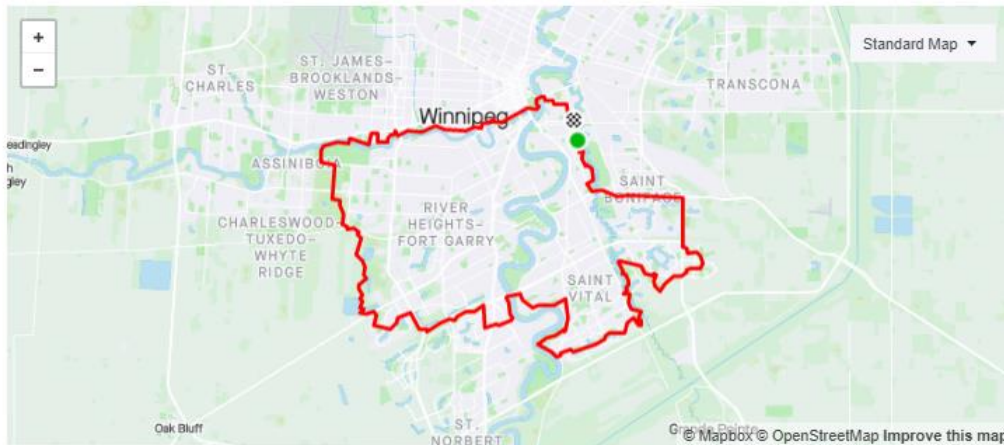 +
−
Standard Map
ST.
CHARLES
ST. JAMES–
BROOKLANDS–
WESTON
TRANSCONA
Winnipeg
eadingley
gley
ASSINIBOIA
SAINT
BONIFACE
CHARLESWOOD–
TUXEDO–
WHYTE
RIDGE
RIVER
HEIGHTS–
FORT GARRY
SAINT
VITAL
Oak Bluff
ST.
NORBERT
Grande Pointe
© Mapbox © OpenStreetMap Improve this map